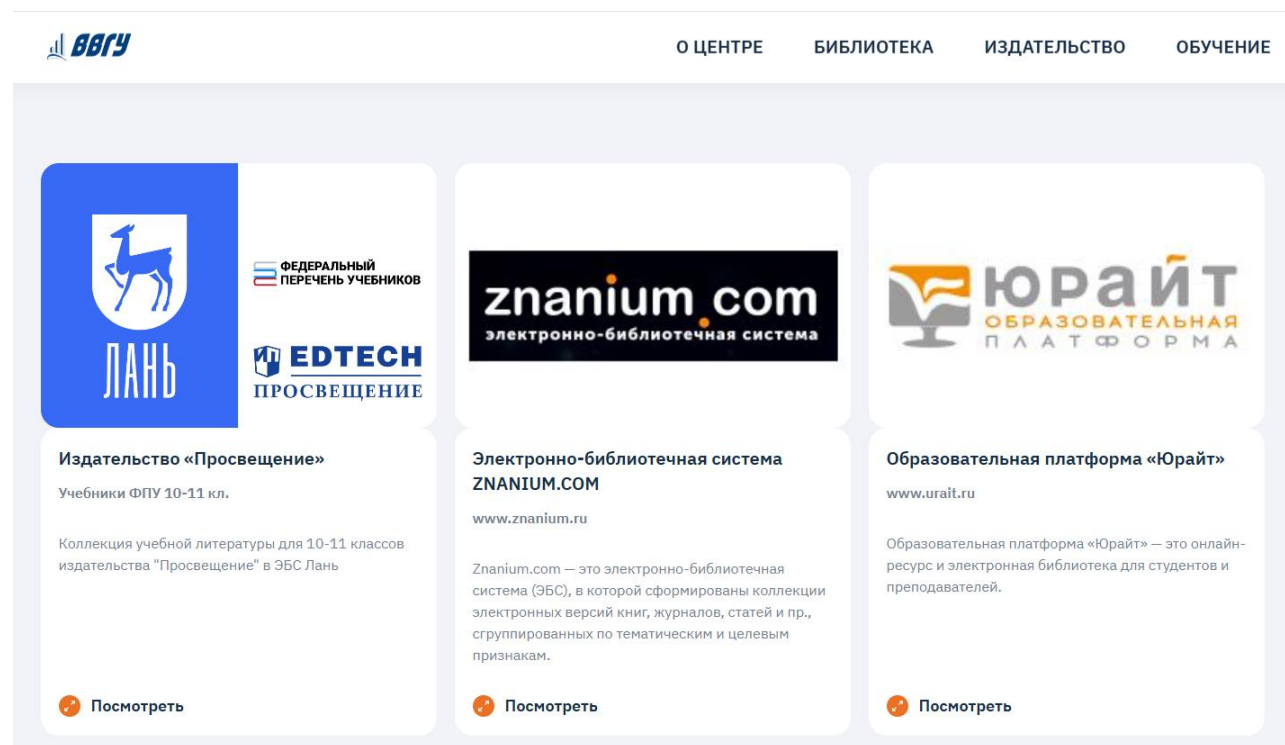 ВВГУ
О ЦЕНТРЕ БИБЛИОТЕКА ИЗДАТЕЛЬСТВО ОБУЧЕНИЕ
ЛАНЬ
ФЕДЕРАЛЬНЫЙ
ПЕРЕЧЕНЬ УЧЕБНИКОВ
EDTECH
ПРОСВЕЩЕНИЕ
Издательство «Просвещение»
Учебники ФПУ 10-11 кл.
Коллекция учебной литературы для 10-11 классов
издательства "Просвещение" в ЭБС Лань
Посмотреть
znanium.com
электронно-библиотечная система
Электронно-библиотечная система
ZNANIUM.COM
www.znanium.ru
Znanium.com — это электронно-библиотечная
система (ЭБС), в которой сформированы коллекции
электронных версий книг, журналов, статей и пр.,
сгруппированных по тематическим и целевым
признакам.
Посмотреть
юрайт
ОБРАЗОВАТЕЛЬНАЯ
ПЛАТФОРМА
Образовательная платформа «Юрайт»
www.urait.ru
Образовательная платформа «Юрайт» — это онлайн-
ресурс и электронная библиотека для студентов и
преподавателей.
Посмотреть